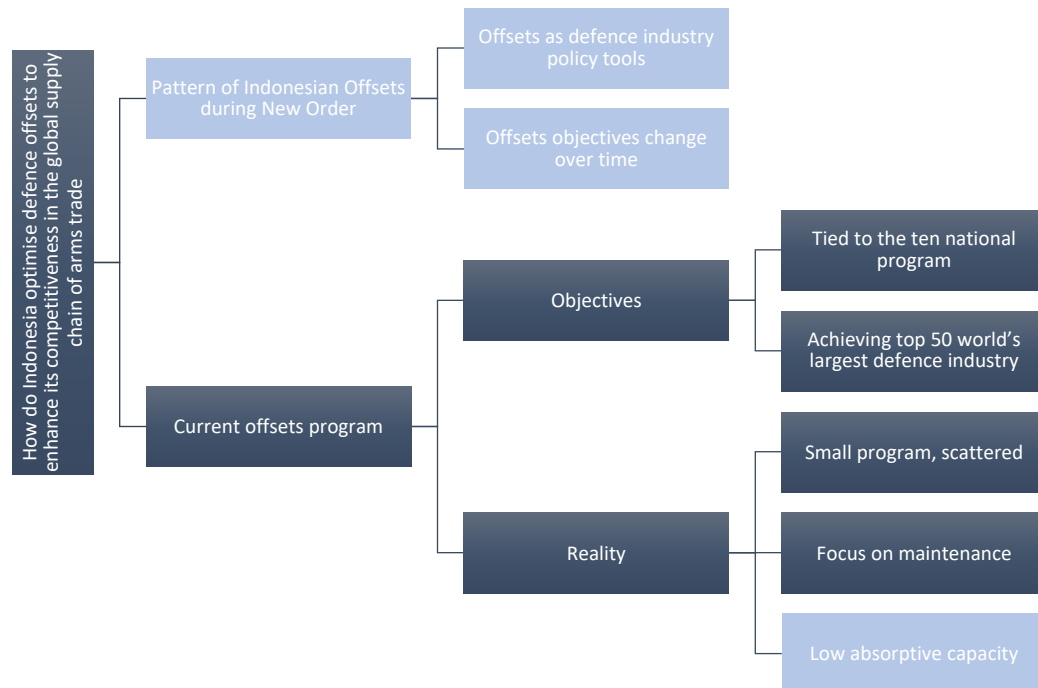 How do Indonesia optimise defence offsets to
enhance its competitiveness in the global supply
chain of arms trade
Pattern of Indonesian Offsets
during New Order
Offsets as defence industry
policy tools
Offsets objectives change
over time
Current offsets program
Objectives
Tied to the ten national
program
Achieving top 50 world’s
largest defence industry
Reality
Small program, scattered
Focus on maintenance
Low absorptive capacity